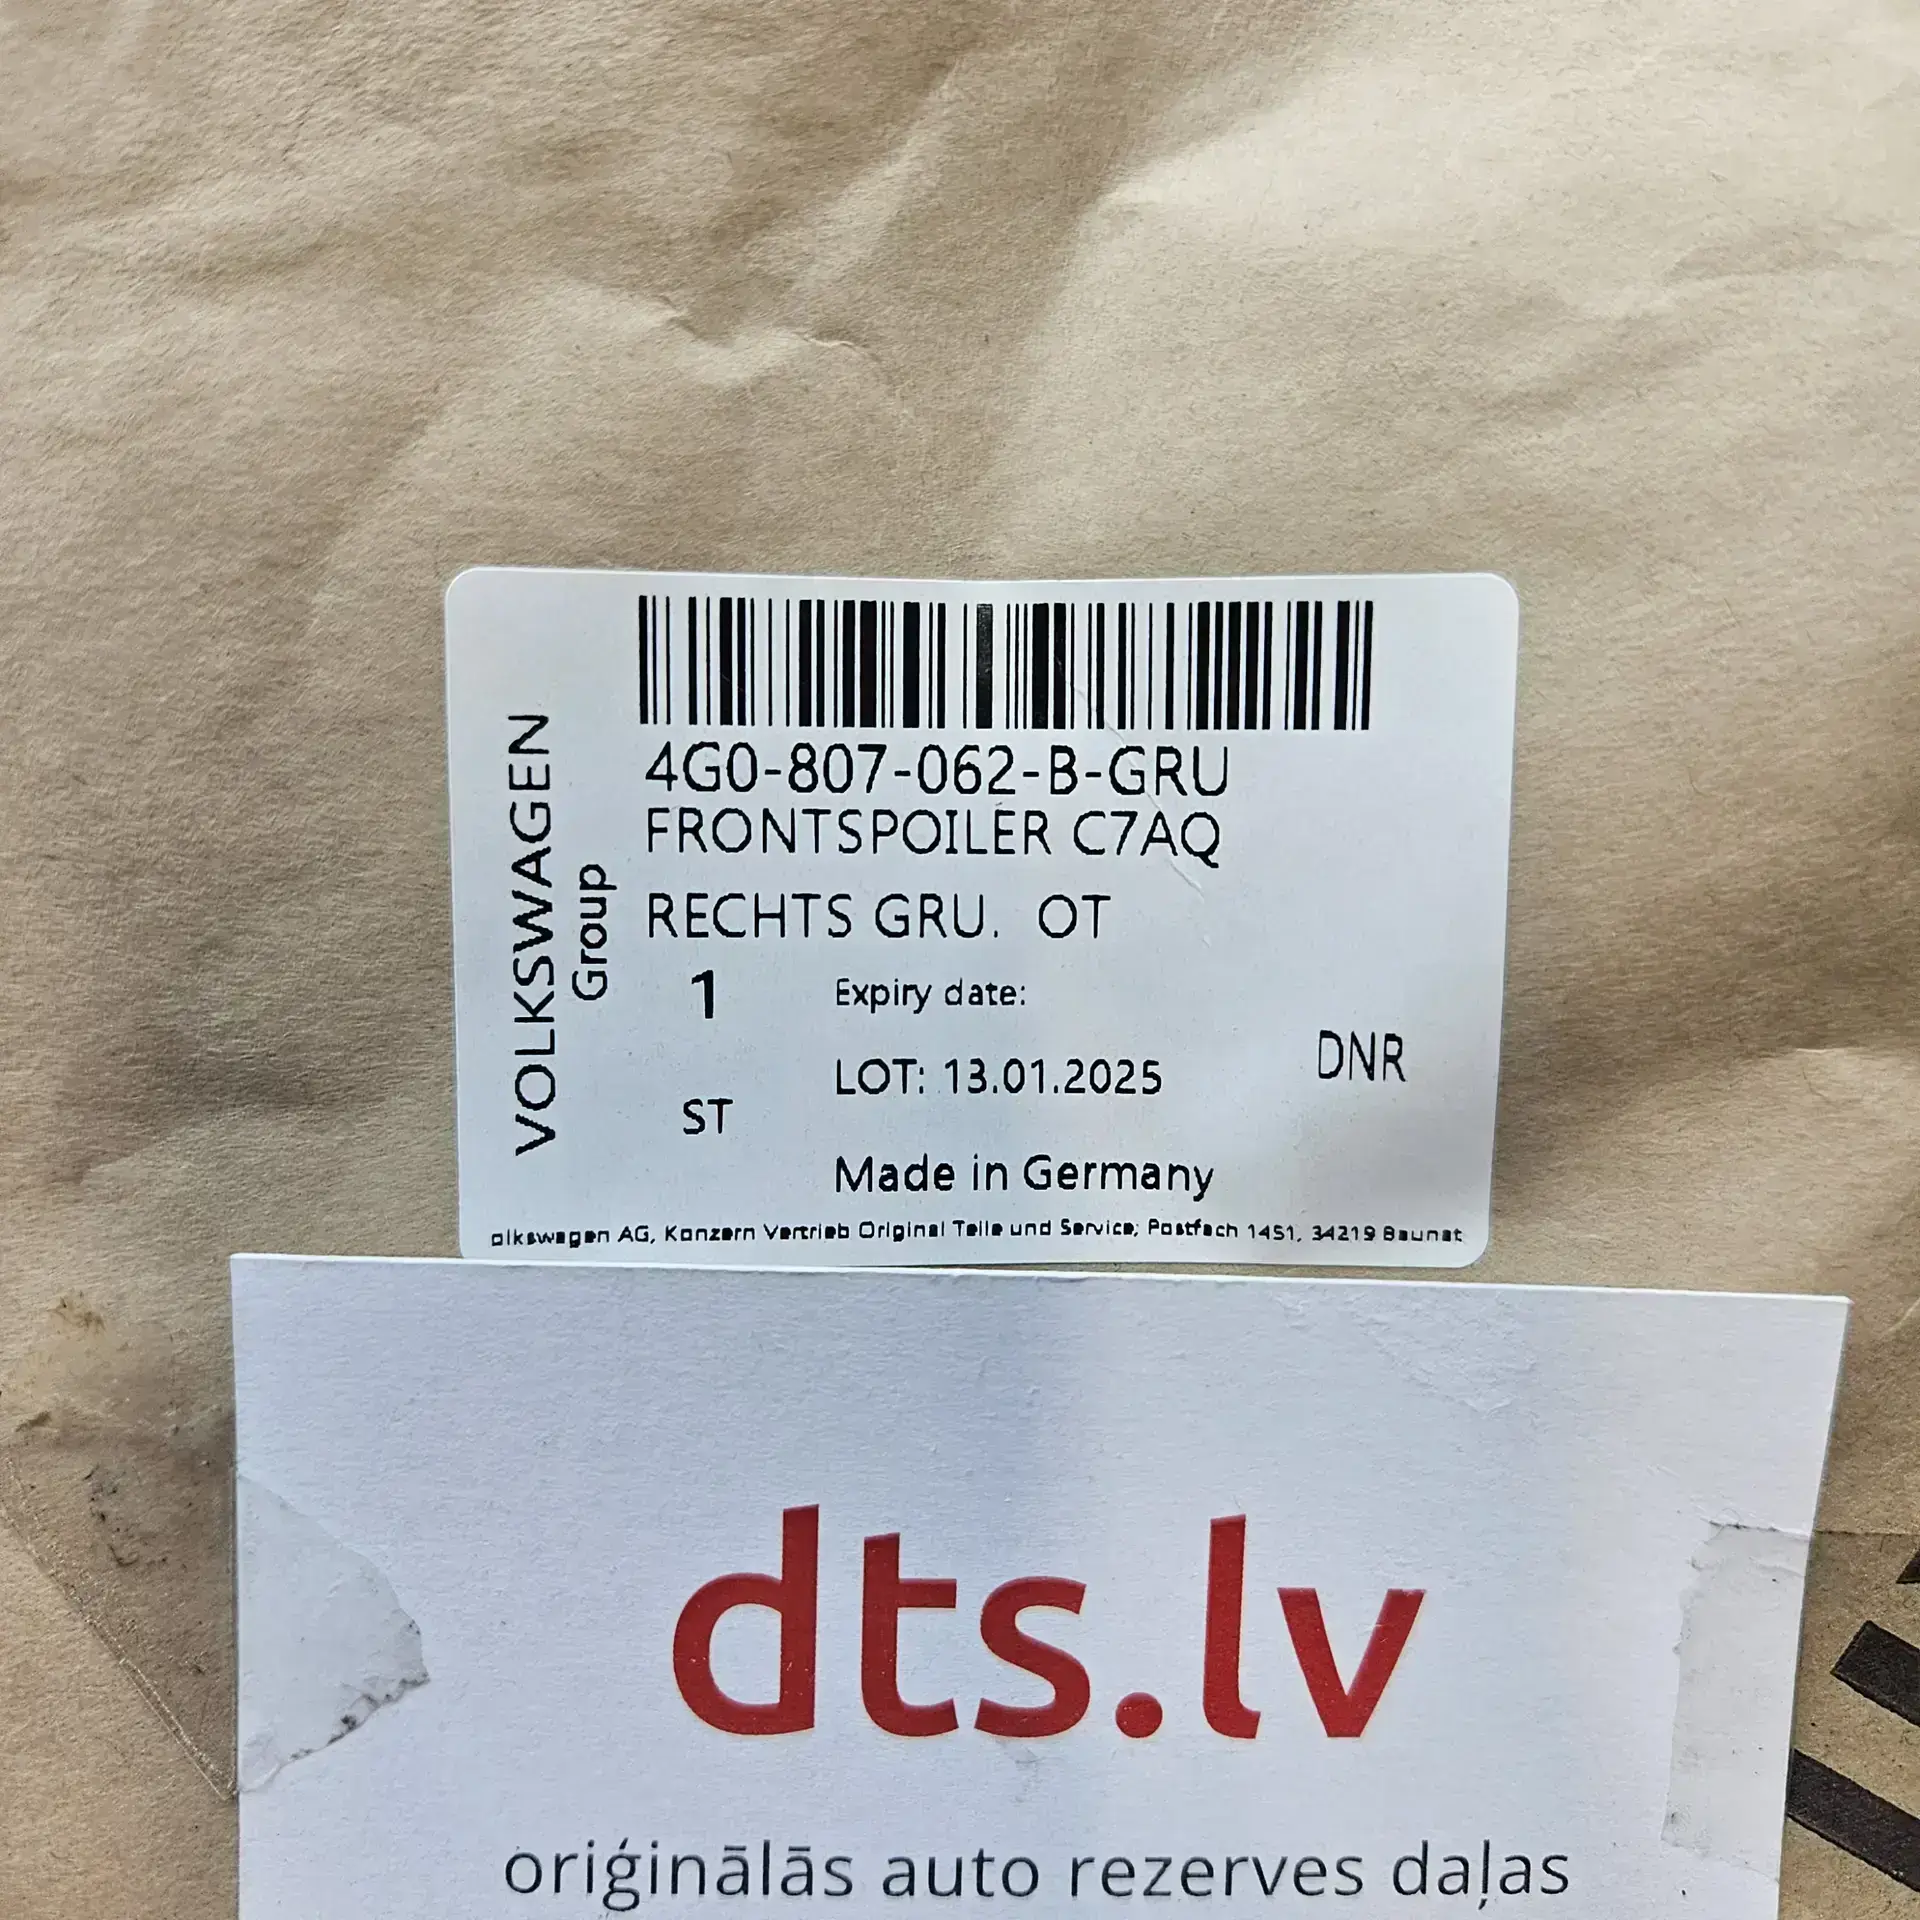 VOLKSWAGEN
Group
4G0-807-062-B-GRU
FRONTSPOILER C7AQ
RECHTS GRU. OT
1
ST
Expiry date:
LOT: 13.01.2025
DNR
Made in Germany
olkswagen AG, Konzern Vertrieb Original Teile und Service; Postfach 1451, 34219 Baunat
dts.lv
oriģinālās auto rezerves daļas